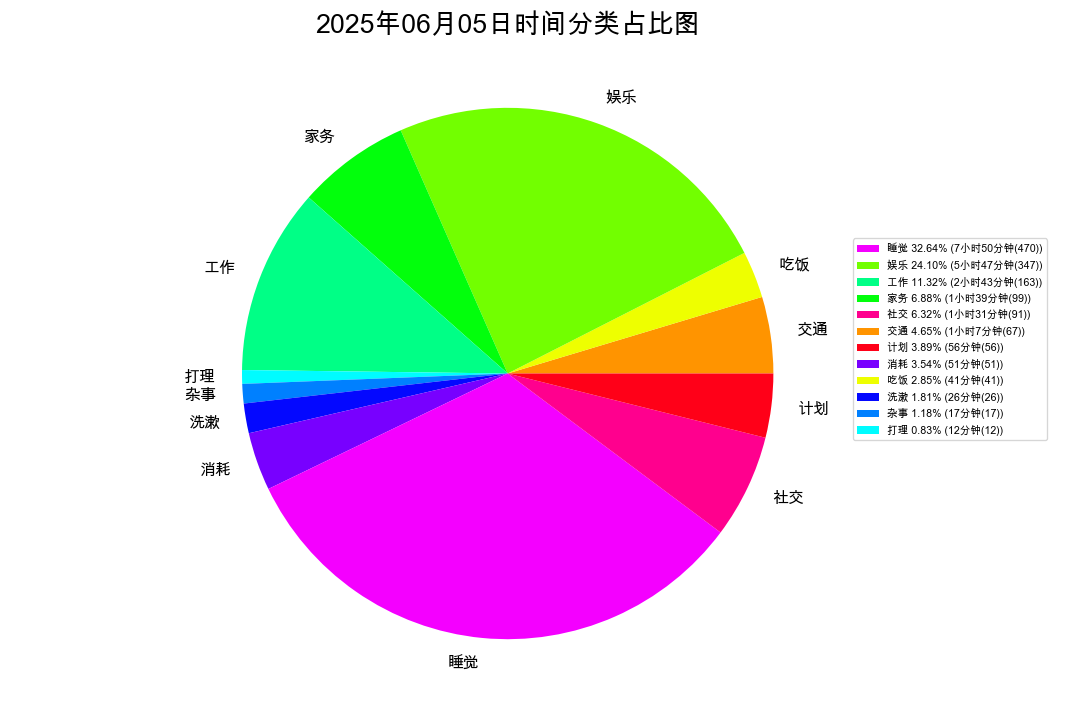 2025年06月05日时间分类占比图
娱乐
家务
吃饭
工作
交通
打理
杂事
计划
洗漱
消耗
社交
睡觉
睡觉 32.64% (7小时50分钟(470))
娱乐 24.10% (5小时47分钟(347))
工作 11.32% (2小时43分钟(163))
家务 6.88% (1小时39分钟(99))
社交 6.32% (1小时31分钟(91))
交通 4.65% (1小时7分钟(67))
计划 3.89% (56分钟(56))
消耗 3.54% (51分钟(51))
吃饭 2.85% (41分钟(41))
洗漱 1.81% (26分钟(26))
杂事 1.18% (17分钟(17))
打理 0.83% (12分钟(12))